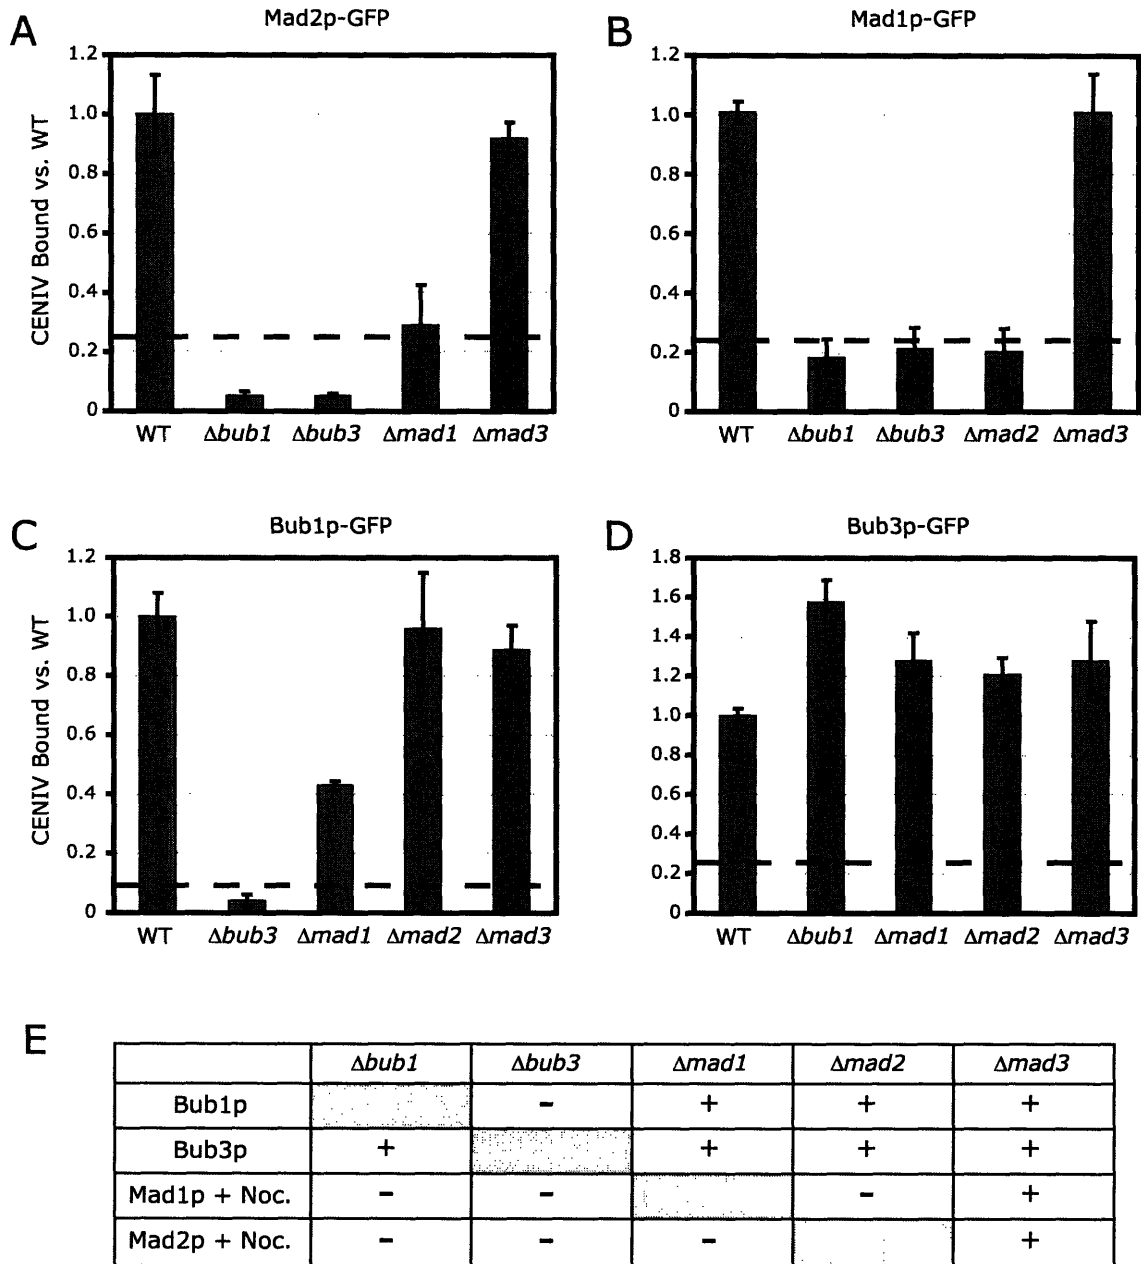 A
Mad2p-GFP
CENIV Bound vs. WT
1.2
1.0
0.8
0.6
0.4
0.2
0
WT Δbub1 Δbub3 Δmad1 Δmad3
B
Mad1p-GFP
1.2
1.0
0.8
0.6
0.4
0.2
0
WT Δbub1 Δbub3 Δmad2 Δmad3
C
Bub1p-GFP
CENIV Bound vs. WT
1.2
1.0
0.8
0.6
0.4
0.2
0
WT Δbub3 Δmad1 Δmad2 Δmad3
D
Bub3p-GFP
1.8
1.6
1.4
1.2
1.0
0.8
0.6
0.4
0.2
0
WT Δbub1 Δmad1 Δmad2 Δmad3
E
Δbub1 Δbub3 Δmad1 Δmad2 Δmad3
Bub1p - + + +
Bub3p + + + +
Mad1p + Noc. - - - +
Mad2p + Noc. - - - +